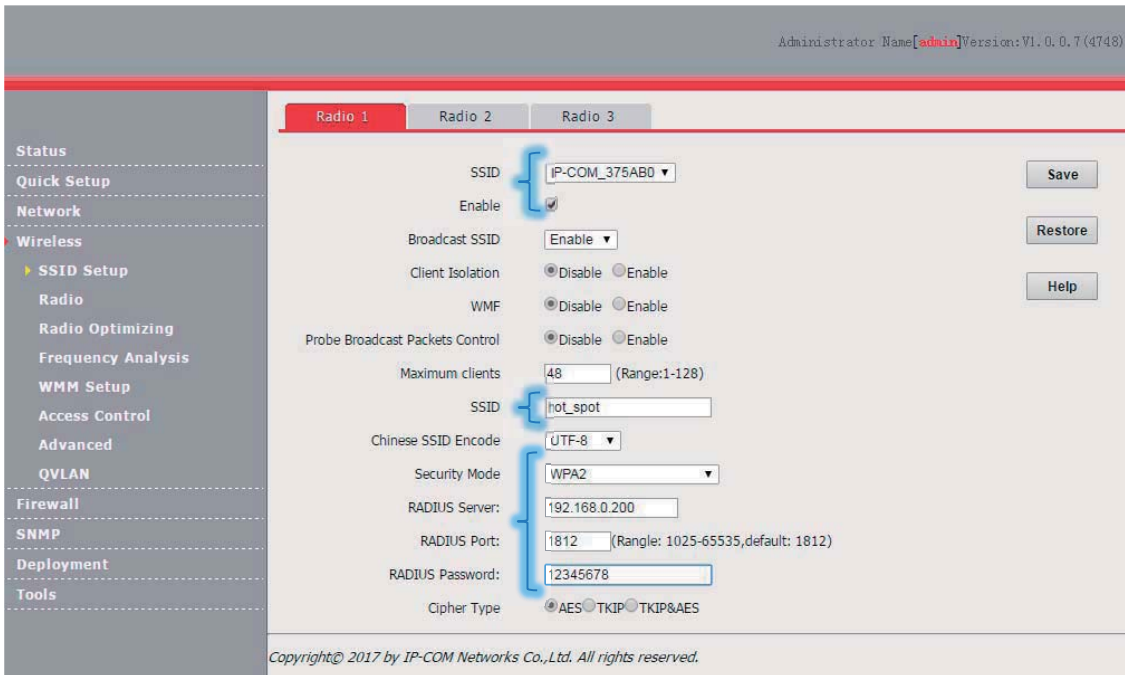 Administrator Name[admin]Version:V1.0.0.7(4748)
Radio 1 Radio 2 Radio 3
Status
Quick Setup
Network
Wireless
SSID Setup
Radio
Radio Optimizing
Frequency Analysis
WMM Setup
Access Control
Advanced
QVLAN
Firewall
SNMP
Deployment
Tools
SSID IP-COM_375AB0
Enable
Broadcast SSID Enable
Client Isolation Disable Enable
WMF Disable Enable
Probe Broadcast Packets Control Disable Enable
Maximum clients 48 (Range:1-128)
SSID hot_spot
Chinese SSID Encode UTF-8
Security Mode WPA2
RADIUS Server: 192.168.0.200
RADIUS Port: 1812 (Rangle: 1025-65535,default: 1812)
RADIUS Password: 12345678
Cipher Type AES TKIP TKIP&AES
Save
Restore
Help
Copyright© 2017 by IP-COM Networks Co.,Ltd. All rights reserved.